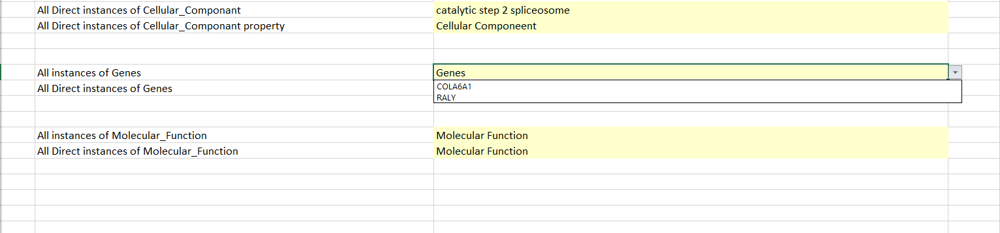 All Direct instances of Cellular_Componant catalytic step 2 spliceosome
All Direct instances of Cellular_Componant property Cellular Componeent
All instances of Genes Genes
All Direct instances of Genes COLA6A1
RALY
All instances of Molecular_Function Molecular Function
All Direct instances of Molecular_Function Molecular Function